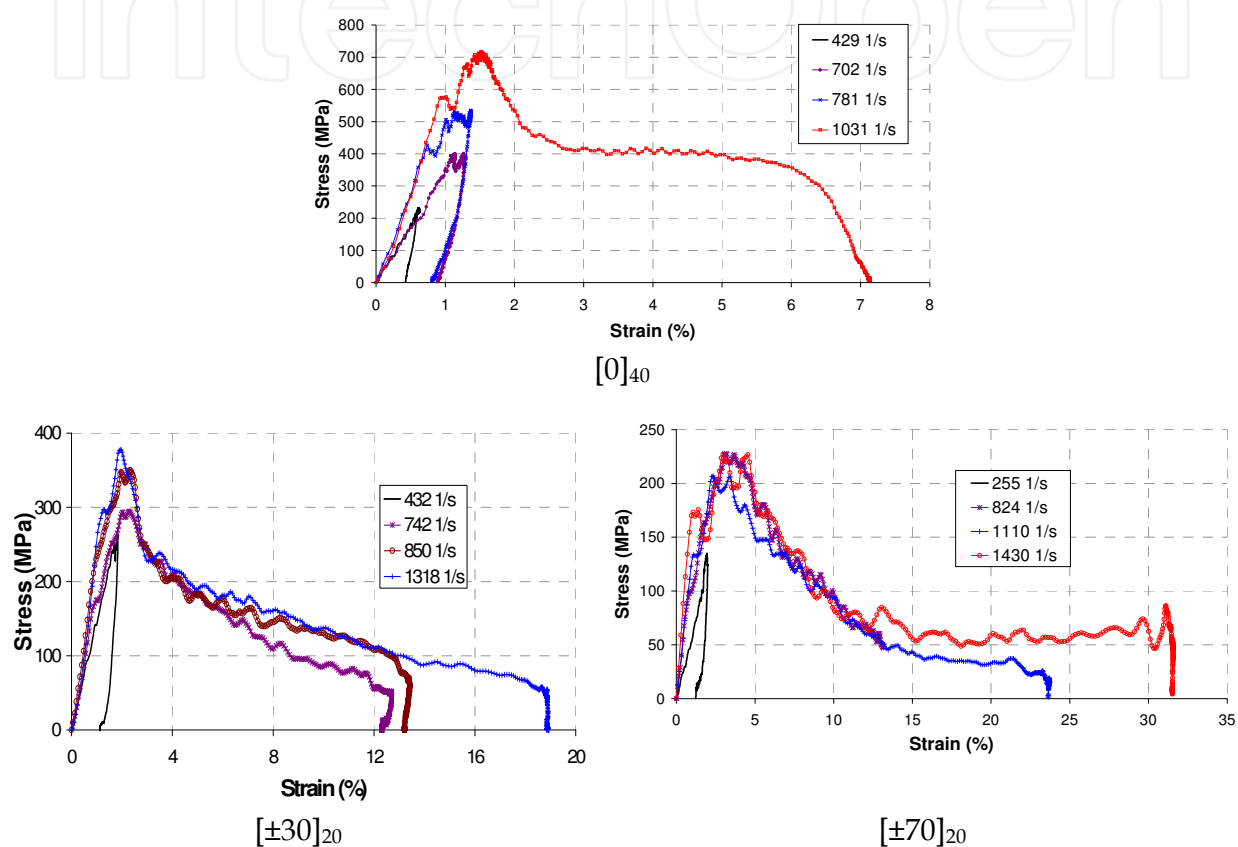 IntechOpen
800
700
600
500
400
300
200
100
0
Stress (MPa)
429 1/s
702 1/s
781 1/s
1031 1/s
0 1 2 3 4 5 6 7 8
Strain (%)
[0]40
400
300
200
100
0
Stress (MPa)
432 1/s
742 1/s
850 1/s
1318 1/s
0 4 8 12 16 20
Strain (%)
[±30]20
250
200
150
100
50
0
Stress (MPa)
255 1/s
824 1/s
1110 1/s
1430 1/s
0 5 10 15 20 25 30 35
Strain (%)
[±70]20